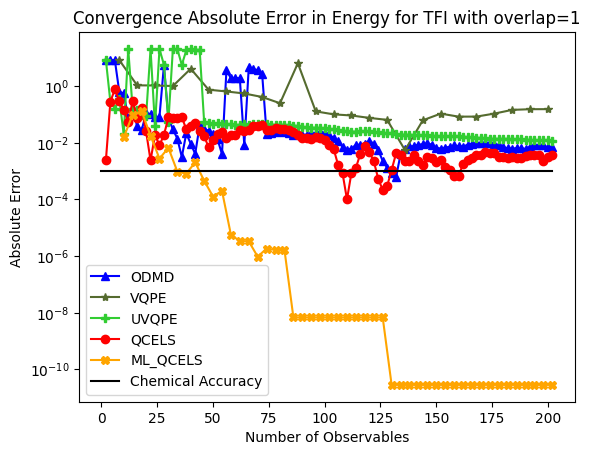 Convergence Absolute Error in Energy for TFI with overlap=1
Absolute Error
10⁰
10⁻²
10⁻⁴
10⁻⁶
10⁻⁸
10⁻¹⁰
ODMD
VQPE
UVQPE
QCELS
ML_QCELS
Chemical Accuracy
0 25 50 75 100 125 150 175 200
Number of Observables